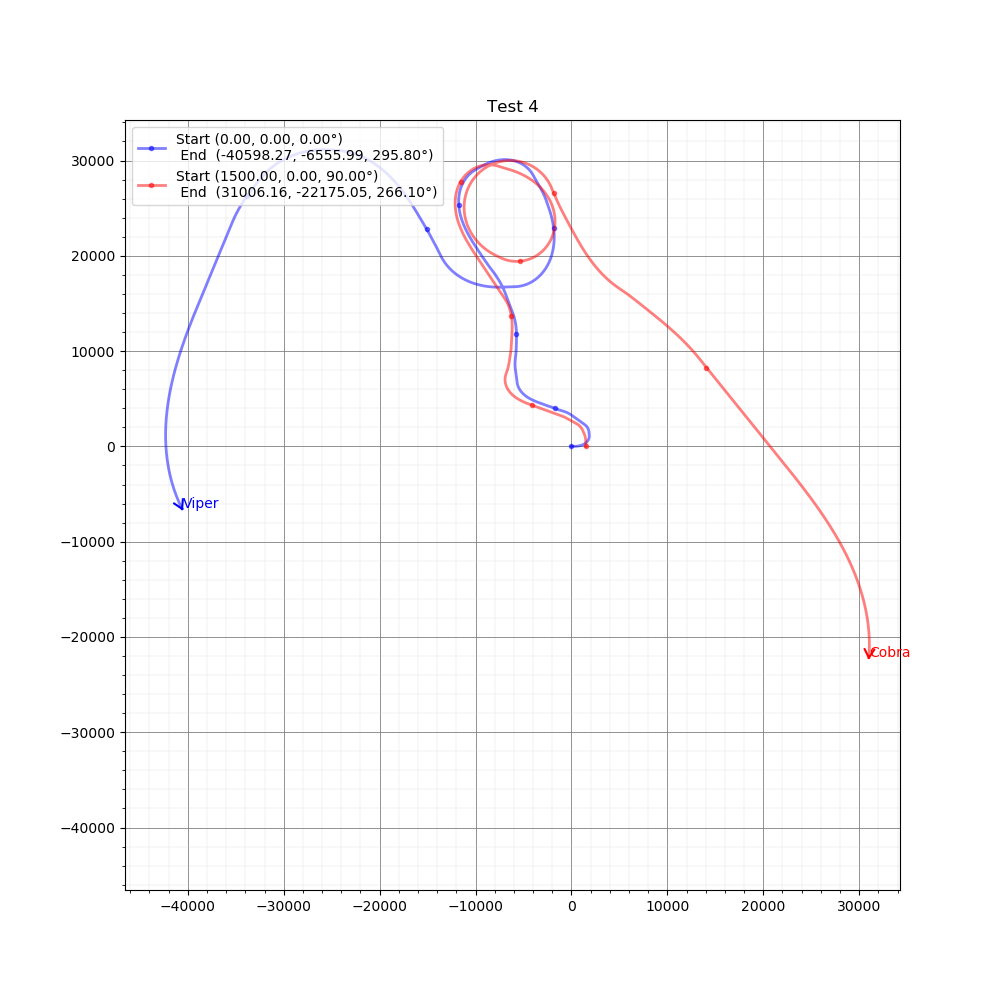 Test 4
Start (0.00, 0.00, 0.00°)
End (-40598.27, -6555.99, 295.80°)
Start (1500.00, 0.00, 90.00°)
End (31006.16, -22175.05, 266.10°)
30000
20000
10000
0
−10000
−20000
−30000
−40000
Viper
Cobra
−40000 −30000 −20000 −10000 0 10000 20000 30000